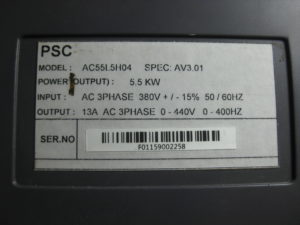 PSC
MODEL : AC55L5H04 SPEC: AV3.01
POWER(OUTPUT) : 5.5 KW
INPUT : AC 3PHASE 380V + / - 15% 50 / 60HZ
OUTPUT : 13A AC 3PHASE 0 - 440V 0 - 400HZ
SER.NO
F01159002258